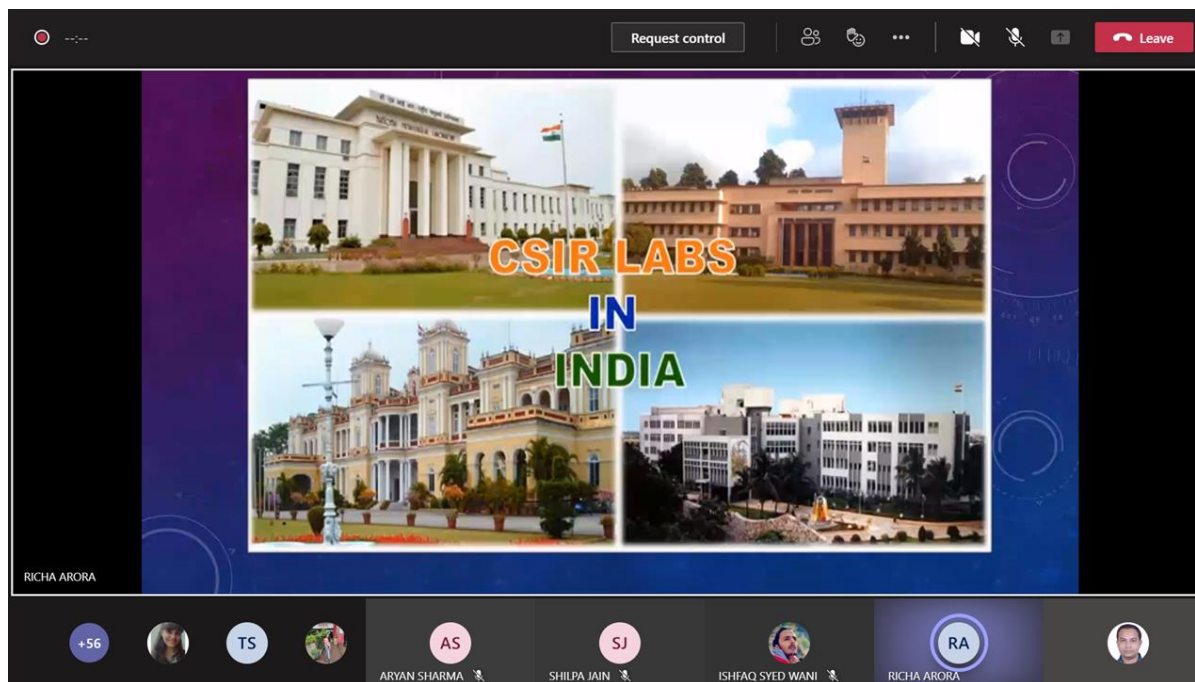 --:--
Request control
Leave
CSIR LABS
IN
INDIA
RICHA ARORA
+56
TS
AS
SJ
RA
ARYAN SHARMA
SHILPA JAIN
ISHFAQ SYED WANI
RICHA ARORA